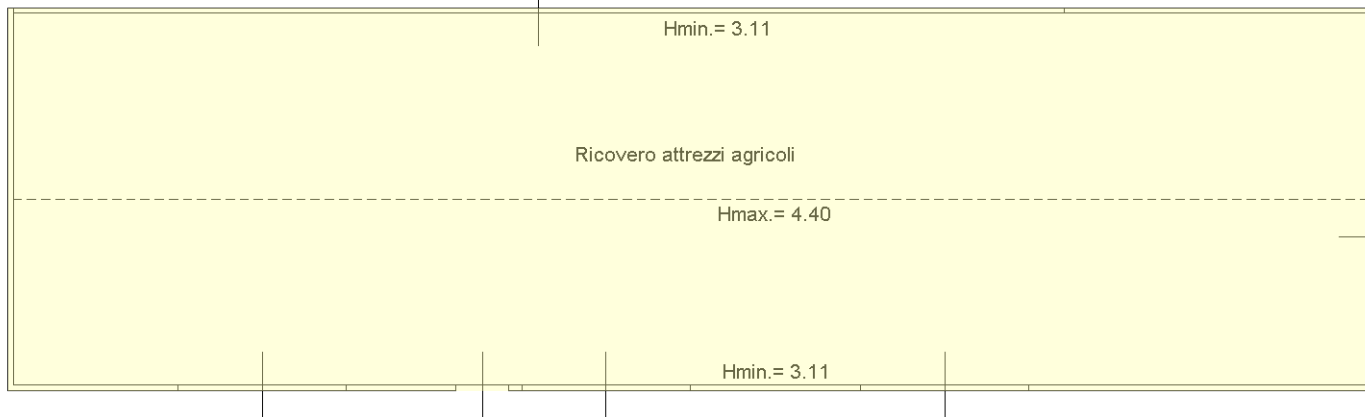 Hmin.= 3.11
Ricovero attrezzi agricoli
Hmax.= 4.40
Hmin.= 3.11